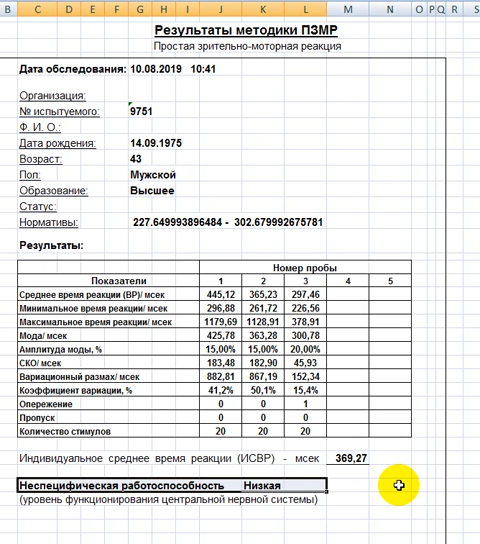 B C D E F G H I J K L M N O P Q R S
Результаты методики ПЗМР
Простая зрительно-моторная реакция
Дата обследования: 10.08.2019 10:41
Организация:
№ испытуемого: 9751
Ф. И. О.:
Дата рождения: 14.09.1975
Возраст: 43
Пол: Мужской
Образование: Высшее
Статус:
Нормативы: 227.649993896484 - 302.679992675781
Результаты:
Номер пробы
Показатели 1 2 3 4 5
Среднее время реакции (ВР)/ мсек 445,12 365,23 297,46
Минимальное время реакции/ мсек 296,88 261,72 226,56
Максимальное время реакции/ мсек 1179,69 1128,91 378,91
Мода/ мсек 425,78 363,28 300,78
Амплитуда моды, % 15,00% 15,00% 20,00%
СКО/ мсек 183,48 182,90 45,93
Вариационный размах/ мсек 882,81 867,19 152,34
Коэффициент вариации, % 41,2% 50,1% 15,4%
Опережение 0 0 1
Пропуск 0 0 0
Количество стимулов 20 20 20
Индивидуальное среднее время реакции (ИСВР) - мсек 369,27
Неспецифическая работоспособность Низкая
(уровень функционирования центральной нервной системы)